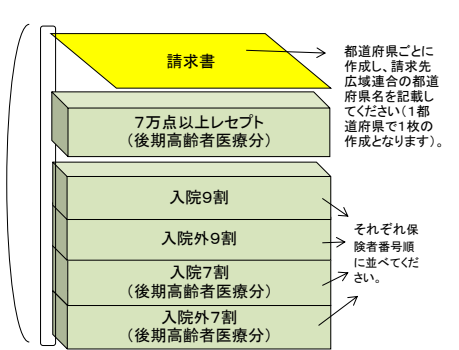 請求書
都道府県ごとに
作成し、請求先
広域連合の都道
府県名を記載し
てください（1都
道府県で1枚の
作成となります）。
7万点以上レセプト
（後期高齢者医療分）
入院9割
入院外9割
入院7割
（後期高齢者医療分）
入院外7割
（後期高齢者医療分）
それぞれ保
険者番号順
に並べてくだ
さい。